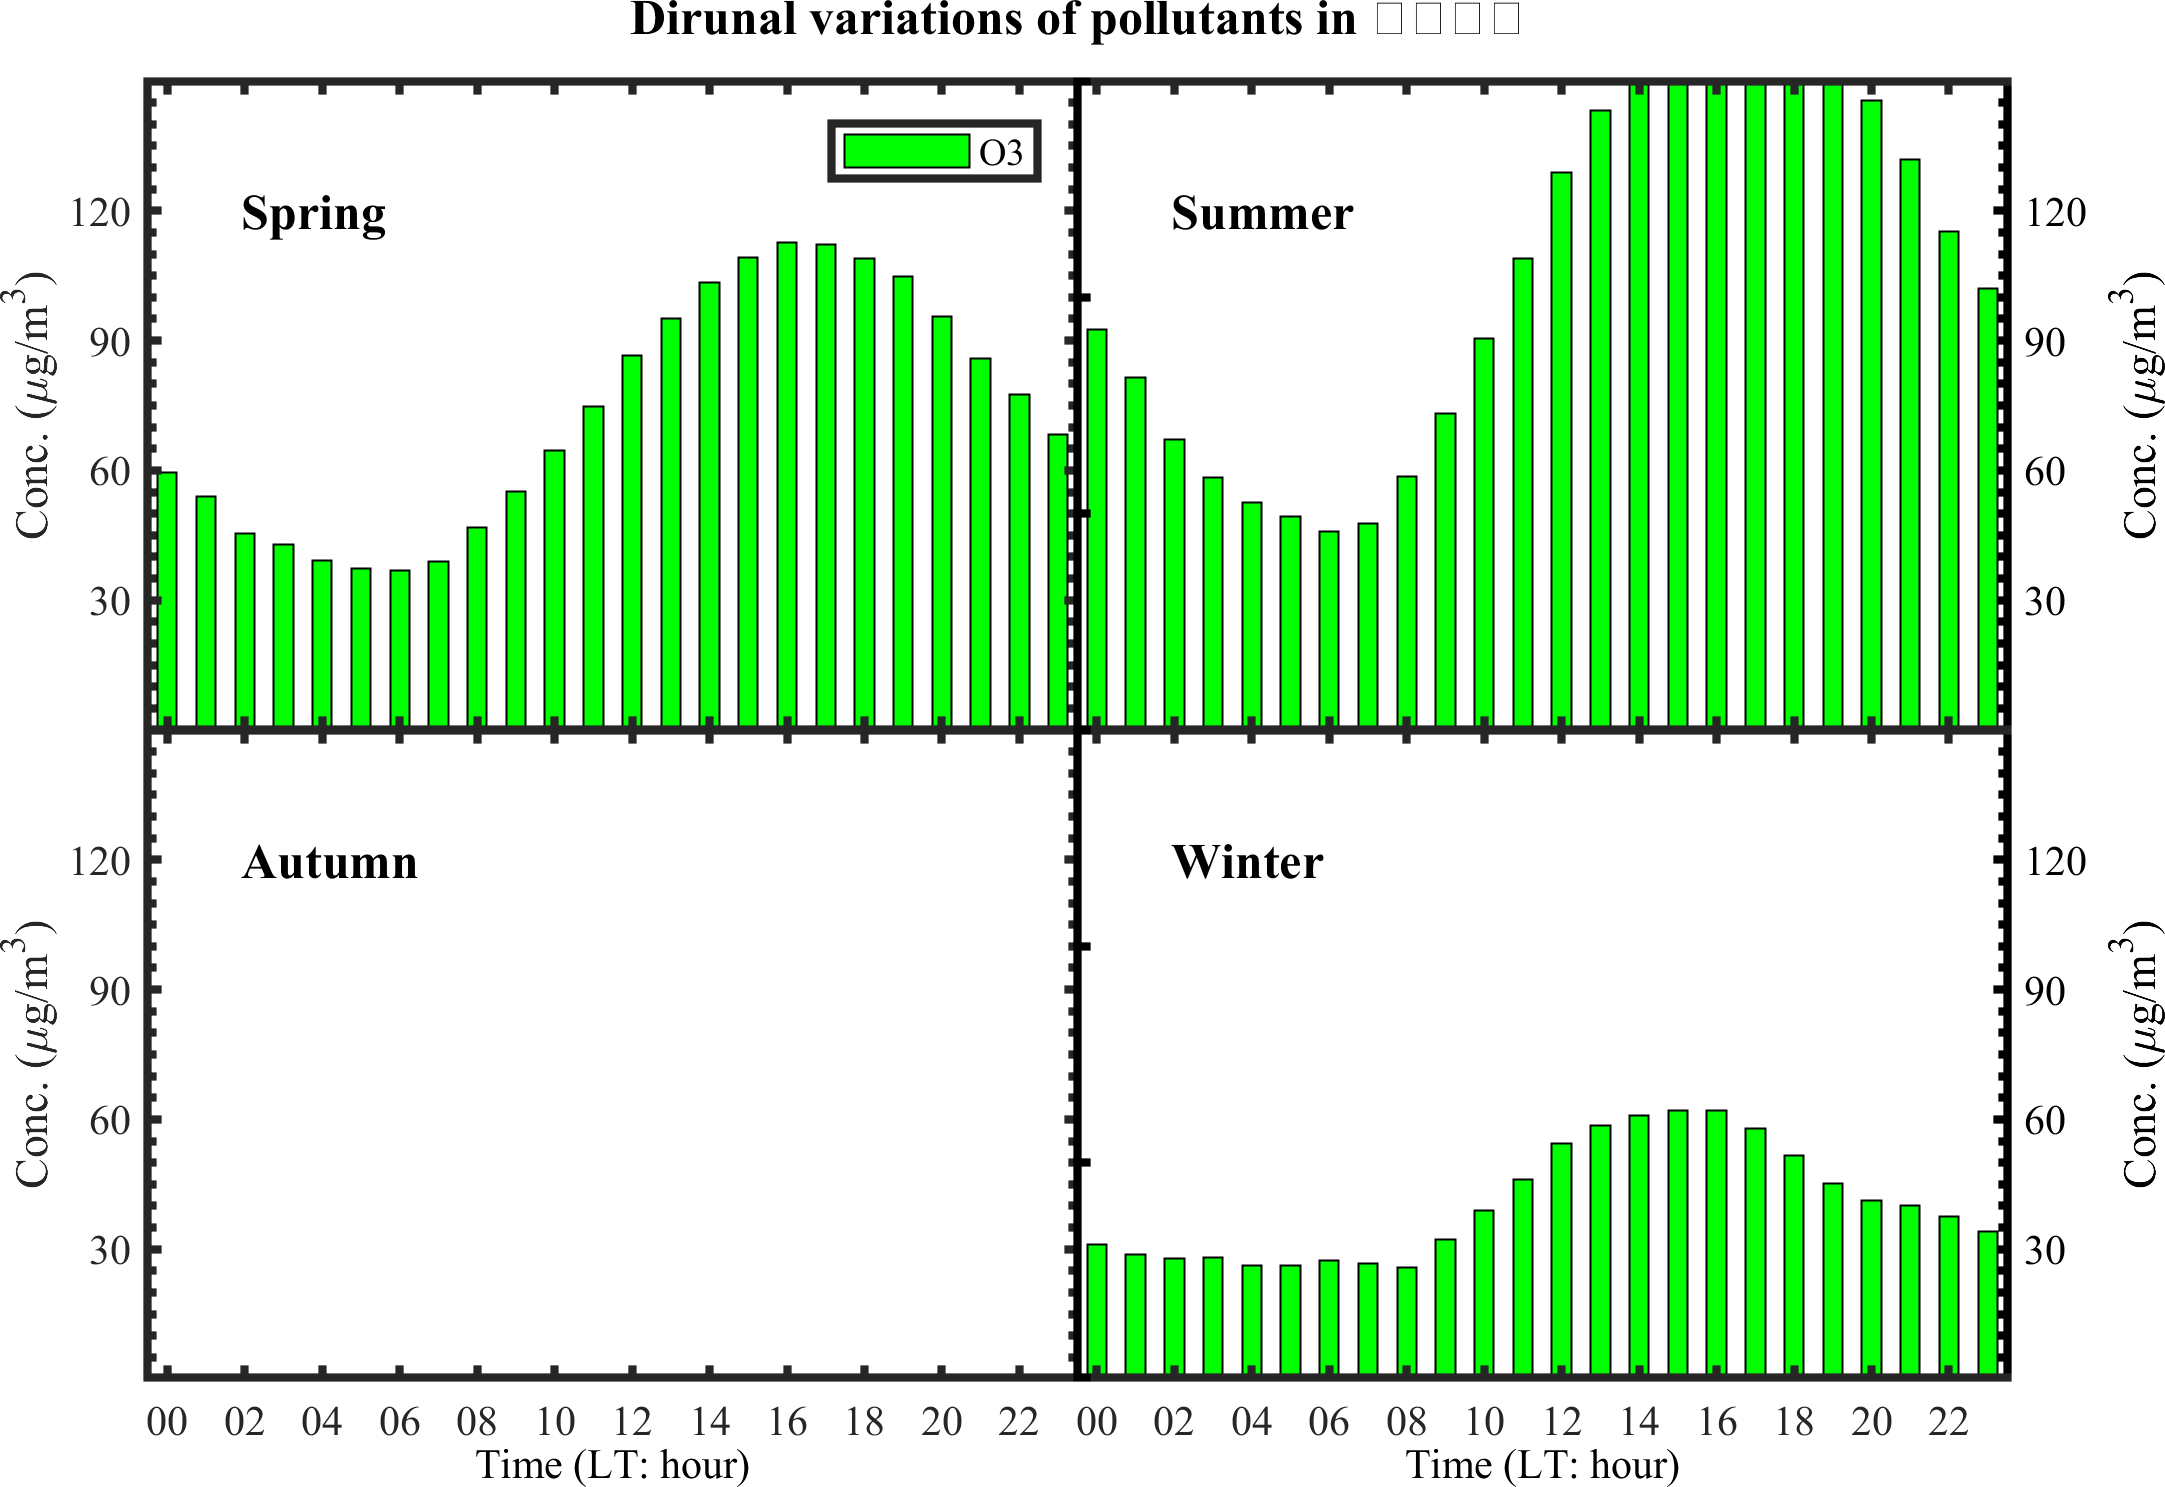 Dirunal variations of pollutants in □□□□
O3
Spring
Summer
120
90
60
30
Conc. (μg/m³)
120
90
60
30
Conc. (μg/m³)
Autumn
Winter
120
90
60
30
Conc. (μg/m³)
120
90
60
30
Conc. (μg/m³)
00 02 04 06 08 10 12 14 16 18 20 22
00 02 04 06 08 10 12 14 16 18 20 22
Time (LT: hour)
Time (LT: hour)